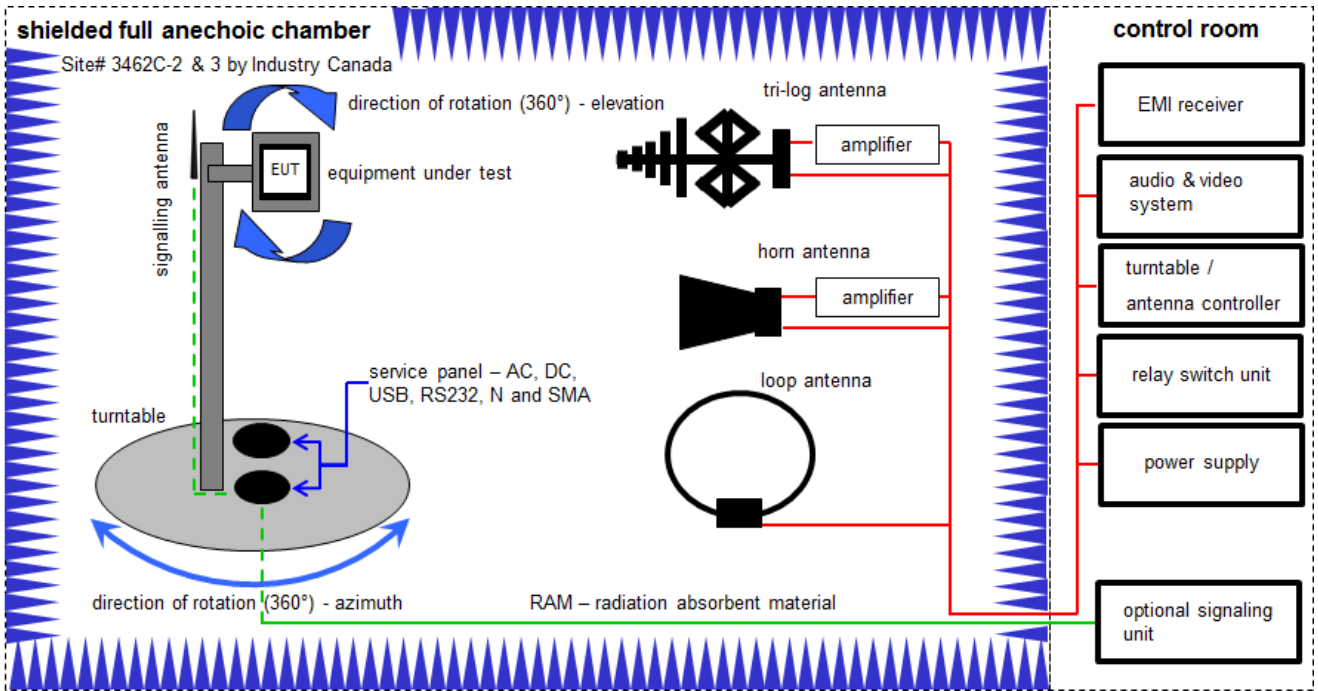 shielded full anechoic chamber
Site# 3462C-2 & 3 by Industry Canada
direction of rotation (360°) - elevation
signalling antenna
EUT
equipment under test
tri-log antenna
amplifier
horn antenna
amplifier
loop antenna
service panel – AC, DC,
USB, RS232, N and SMA
turntable
direction of rotation (360°) - azimuth
RAM – radiation absorbent material
control room
EMI receiver
audio & video
system
turntable /
antenna controller
relay switch unit
power supply
optional signaling
unit